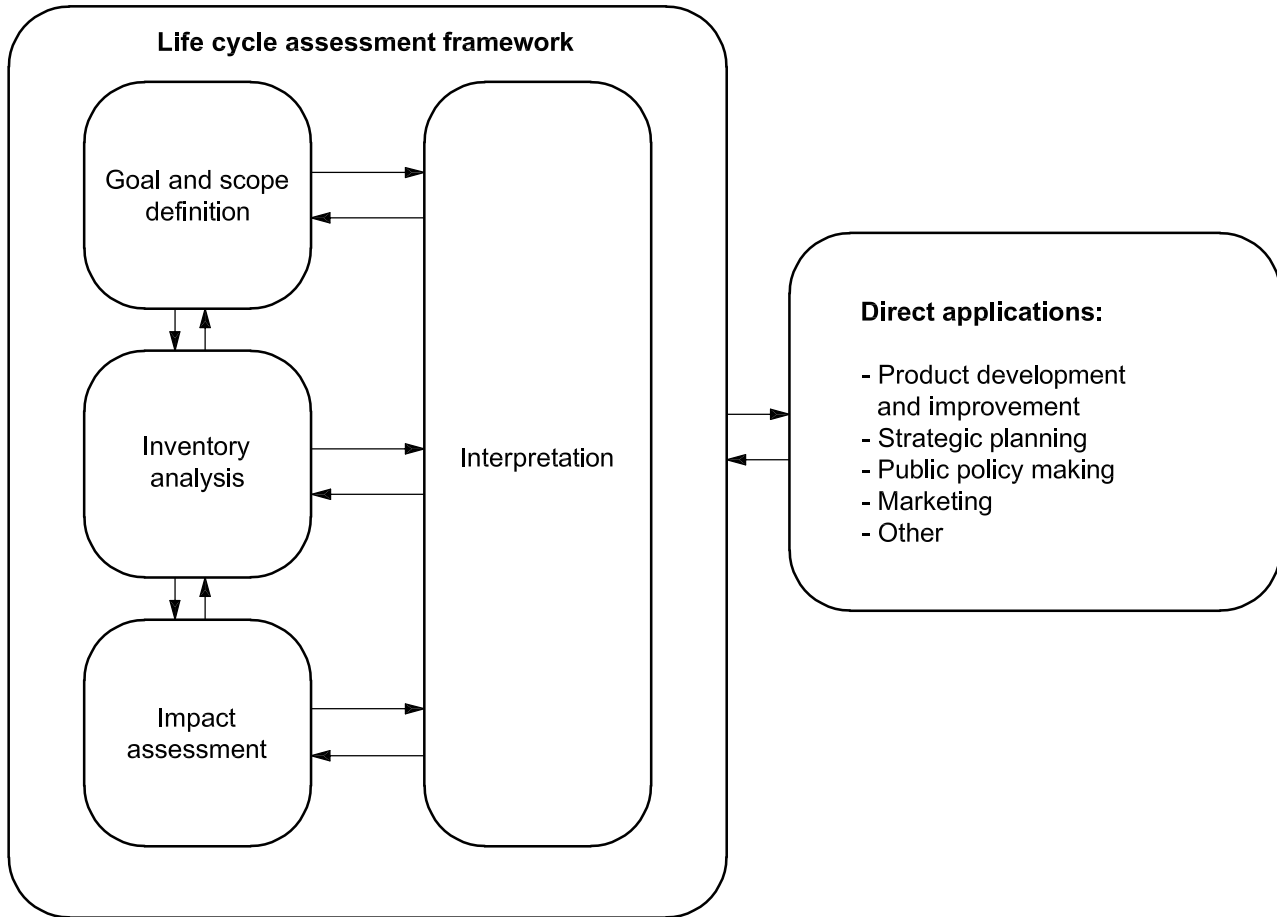 Life cycle assessment framework
Goal and scope
definition
Inventory
analysis
Impact
assessment
Interpretation
Direct applications:
- Product development
and improvement
- Strategic planning
- Public policy making
- Marketing
- Other